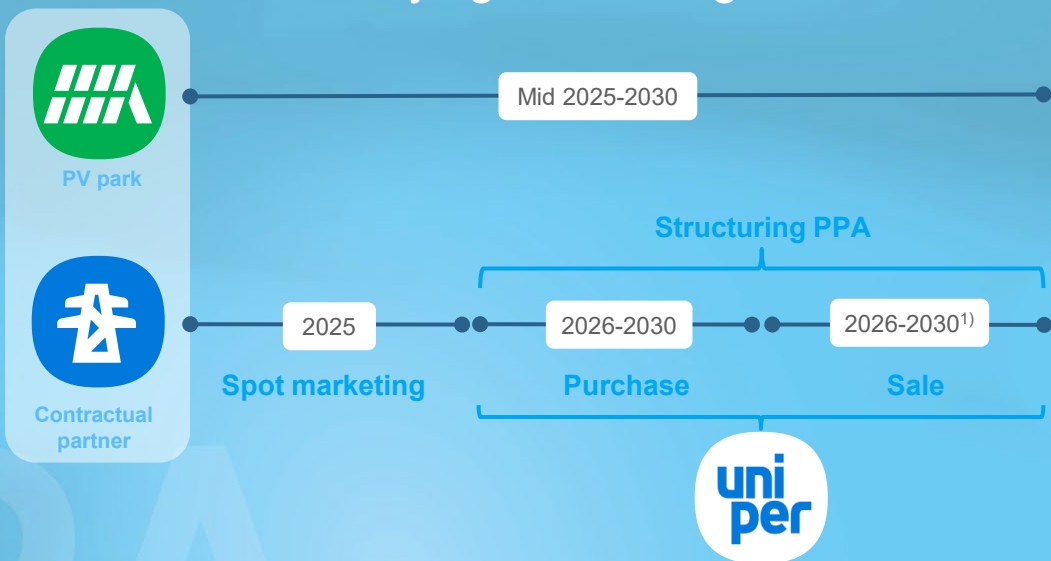 Mid 2025-2030
PV park
Structuring PPA
2025
2026-2030
2026-2030¹⁾
Spot marketing
Purchase
Sale
Contractual
partner
uni
per